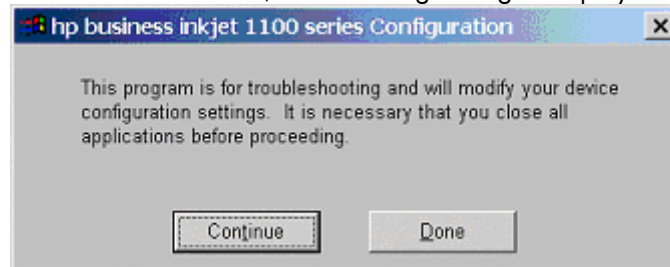 hp business inkjet 1100 series Configuration
This program is for troubleshooting and will modify your device
configuration settings. It is necessary that you close all
applications before proceeding.
Continue Done